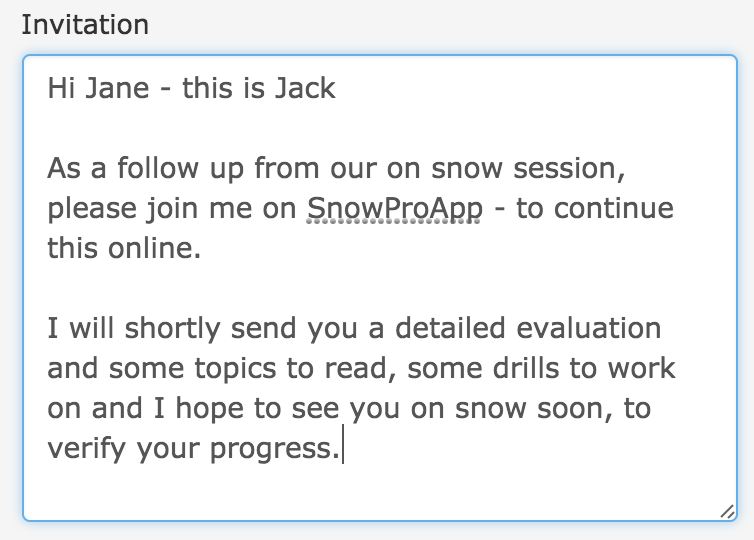 Invitation
Hi Jane - this is Jack
As a follow up from our on snow session,
please join me on SnowProApp - to continue
this online.
I will shortly send you a detailed evaluation
and some topics to read, some drills to work
on and I hope to see you on snow soon, to
verify your progress.